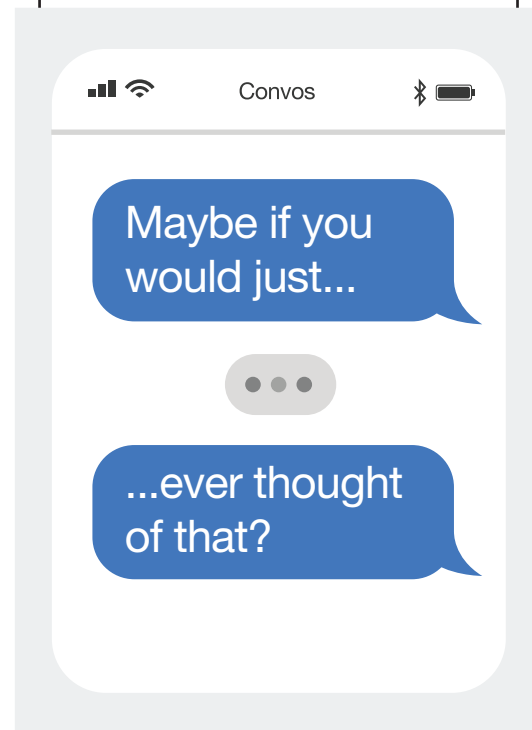 Convos
Maybe if you
would just...
...ever thought
of that?